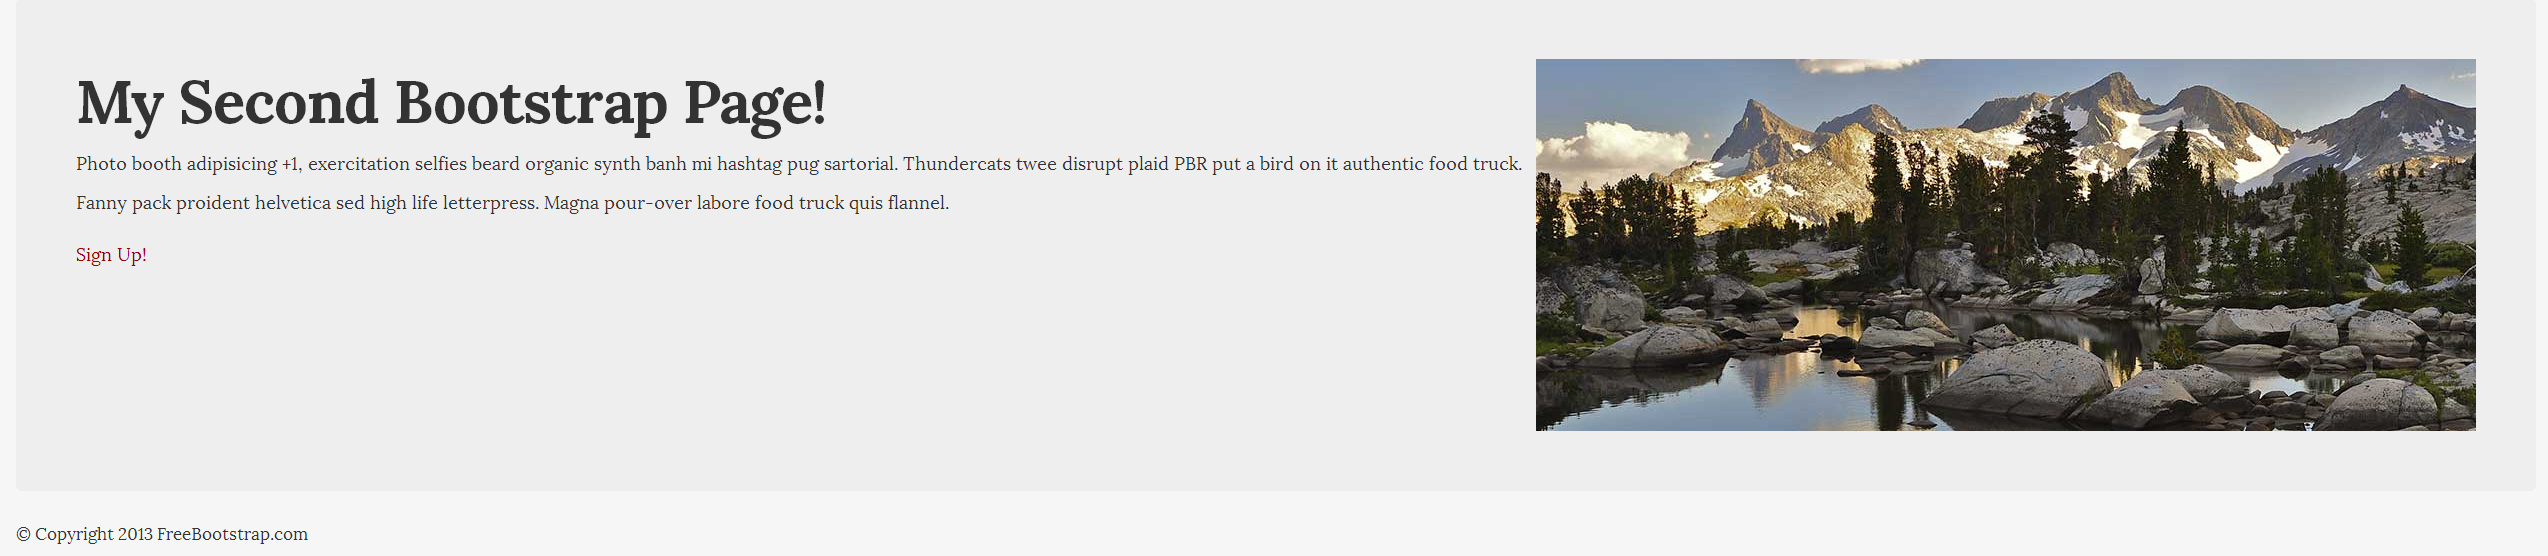 My Second Bootstrap Page!
Photo booth adipisicing +1, exercitation selfies beard organic synth banh mi hashtag pug sartorial. Thundercats twee disrupt plaid PBR put a bird on it authentic food truck.
Fanny pack proident helvetica sed high life letterpress. Magna pour-over labore food truck quis flannel.
Sign Up!
© Copyright 2013 FreeBootstrap.com